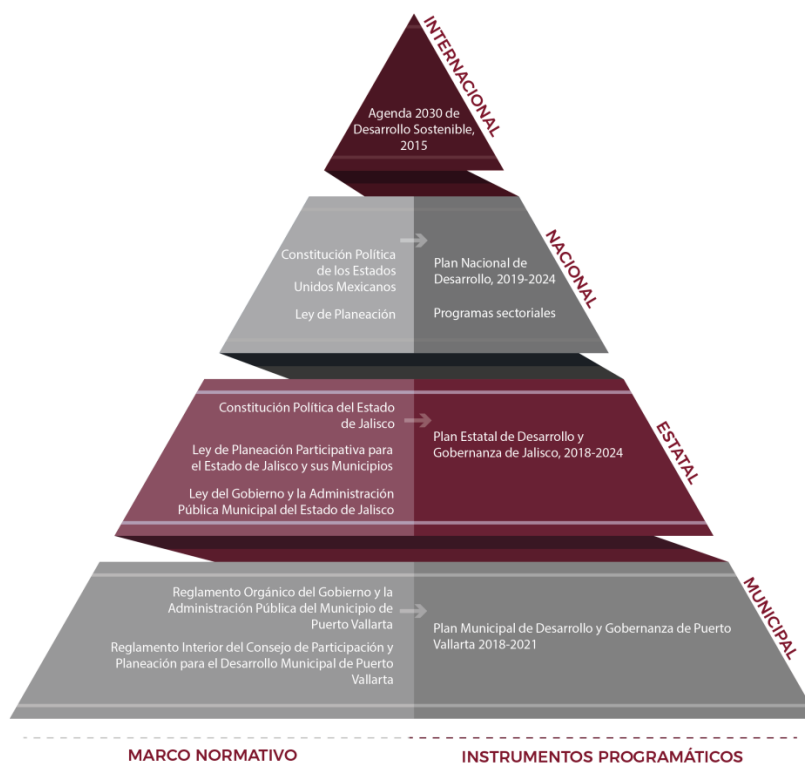 INTERNACIONAL
Agenda 2030 de
Desarrollo Sostenible,
2015
NACIONAL
Constitución Política
de los Estados
Unidos Mexicanos
Ley de Planeación
Plan Nacional de
Desarrollo, 2019-2024
Programas sectoriales
ESTATAL
Constitución Política del Estado
de Jalisco
Ley de Planeación Participativa para
el Estado de Jalisco y sus Municipios
Ley del Gobierno y la Administración
Pública Municipal del Estado de Jalisco
Plan Estatal de Desarrollo y
Gobernanza de Jalisco, 2018-2024
MUNICIPAL
Reglamento Orgánico del Gobierno y la
Administración Pública del Municipio de
Puerto Vallarta
Reglamento Interior del Consejo de Participación y
Planeación para el Desarrollo Municipal de Puerto
Vallarta
Plan Municipal de Desarrollo y Gobernanza de Puerto
Vallarta 2018-2021
MARCO NORMATIVO
INSTRUMENTOS PROGRAMÁTICOS